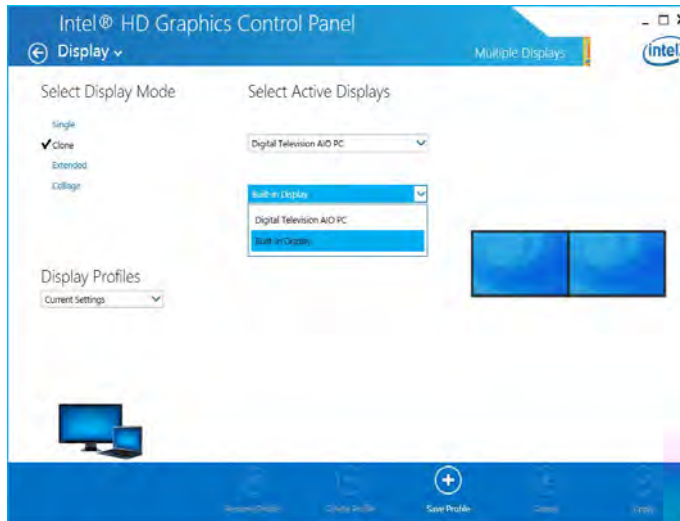 Intel® HD Graphics Control Panel
Display
Multiple Displays
intel
Select Display Mode
Select Active Displays
Single
Clone
Extended
Collage
Digital Television AIO PC
Built-in Display
Digital Television AIO PC
Built-in Display
Display Profiles
Current Settings
Save Profile